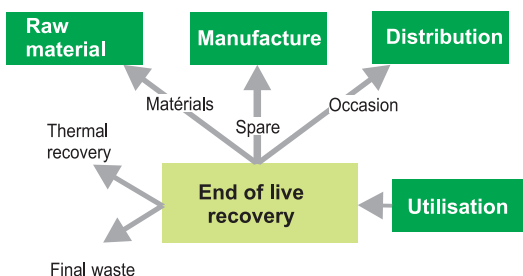 Raw
material
Manufacture
Distribution
Matérials
Spare
Occasion
Thermal
recovery
End of live
recovery
Utilisation
Final waste